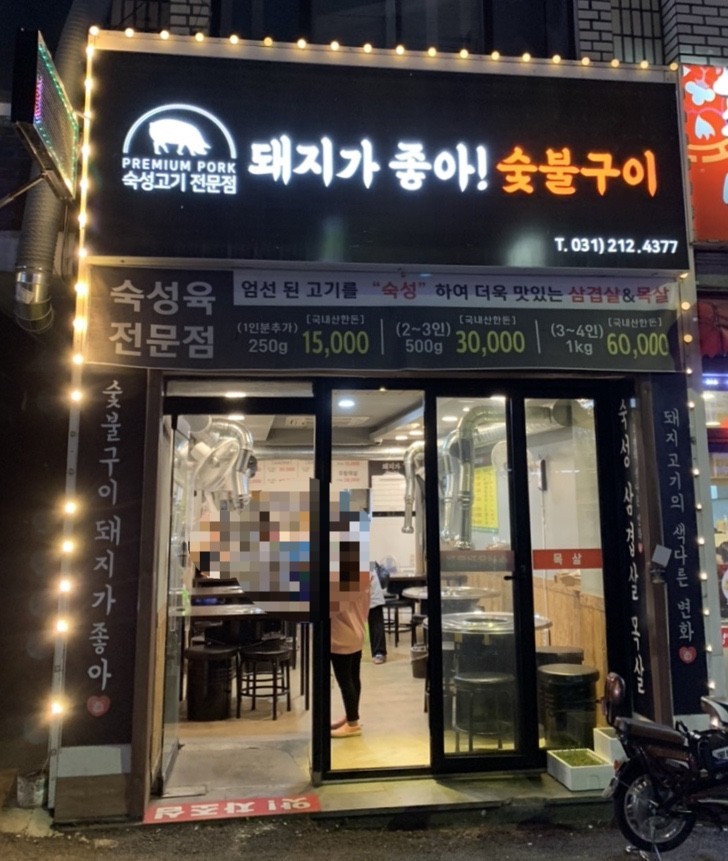 PREMIUM PORK
숙성고기 전문점
돼지가 좋아! 숯불구이
T. 031) 212.4377
숙성육
전문점
엄선 된 고기를 "숙성" 하여 더욱 맛있는 삼겹살&목살
(1인분추가) 250g [국내산한돈] 15,000
(2~3인) 500g [국내산한돈] 30,000
(3~4인) 1kg [국내산한돈] 60,000
숯불구이 돼지가 좋아
숙성 삼겹살 목살
돼지고기의 색다른 변화
목살
앗! 차조심